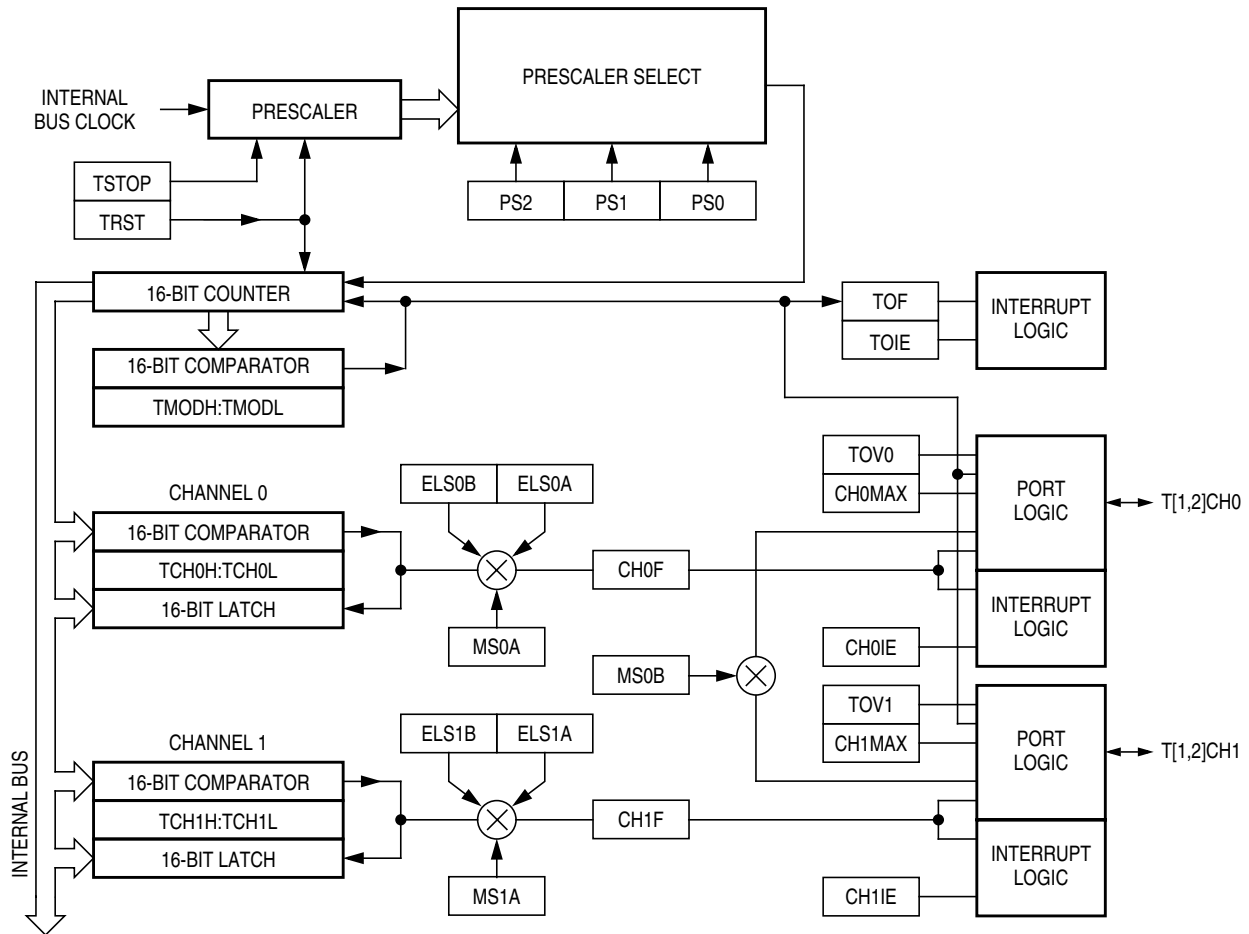 PRESCALER SELECT
INTERNAL
BUS CLOCK
PRESCALER
TSTOP
TRST
PS2
PS1
PS0
16-BIT COUNTER
TOF
TOIE
INTERRUPT
LOGIC
16-BIT COMPARATOR
TMODH:TMODL
TOV0
CH0MAX
PORT
LOGIC
T[1,2]CH0
CHANNEL 0
ELS0B
ELS0A
16-BIT COMPARATOR
TCH0H:TCH0L
16-BIT LATCH
CH0F
MS0A
INTERRUPT
LOGIC
CH0IE
MS0B
TOV1
CH1MAX
PORT
LOGIC
T[1,2]CH1
CHANNEL 1
ELS1B
ELS1A
16-BIT COMPARATOR
TCH1H:TCH1L
16-BIT LATCH
CH1F
MS1A
INTERRUPT
LOGIC
CH1IE
INTERNAL BUS